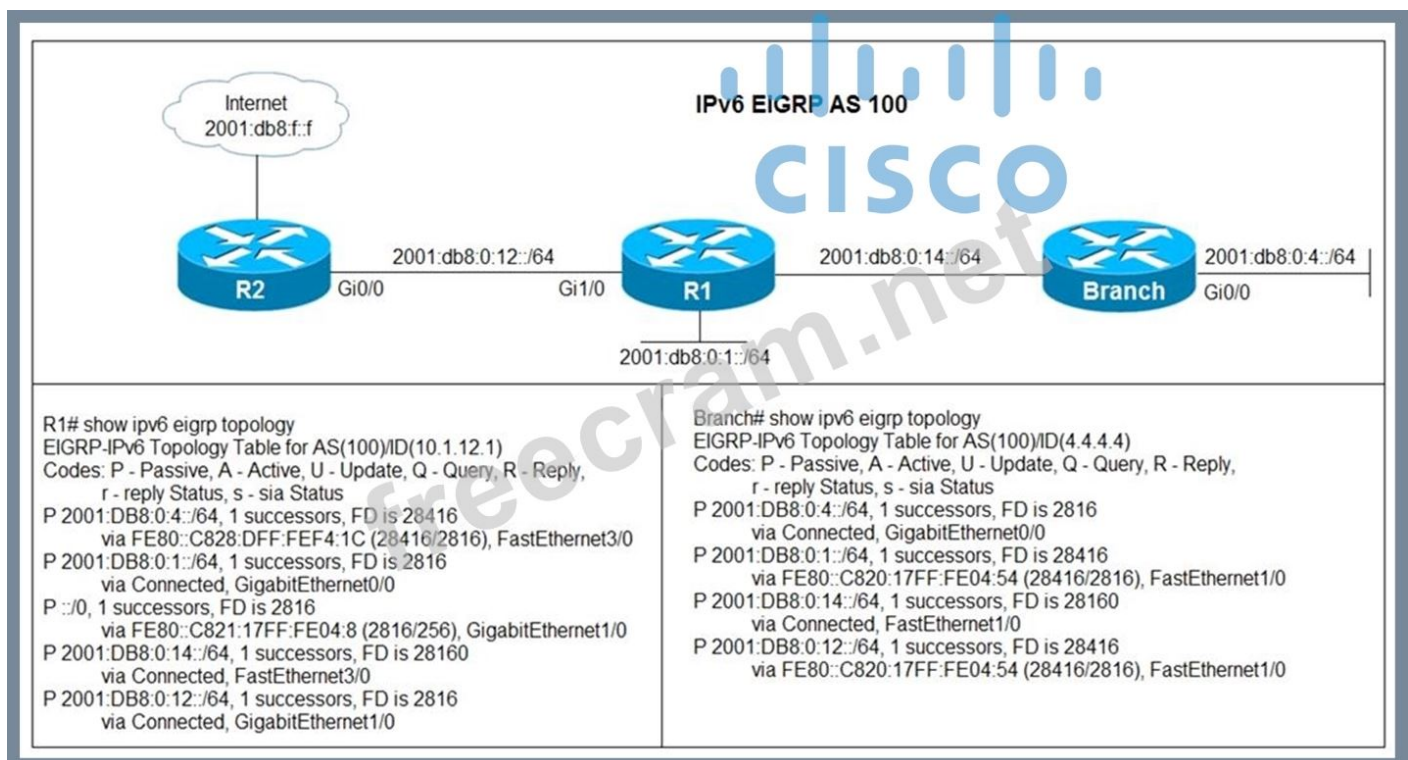 Internet
2001:db8:f::f
IPv6 EIGRP AS 100
CISCO
R2
Gi0/0
2001:db8:0:12::/64
Gi1/0
R1
2001:db8:0:14::/64
Branch
2001:db8:0:4::/64
Gi0/0
2001:db8:0:1::/64
freecram.net
R1# show ipv6 eigrp topology
EIGRP-IPv6 Topology Table for AS(100)/ID(10.1.12.1)
Codes: P - Passive, A - Active, U - Update, Q - Query, R - Reply,
r - reply Status, s - sia Status
P 2001:DB8:0:4::/64, 1 successors, FD is 28416
via FE80::C828:DFF:FEF4:1C (28416/2816), FastEthernet3/0
P 2001:DB8:0:1::/64, 1 successors, FD is 2816
via Connected, GigabitEthernet0/0
P ::/0, 1 successors, FD is 2816
via FE80::C821:17FF:FE04:8 (2816/256), GigabitEthernet1/0
P 2001:DB8:0:14::/64, 1 successors, FD is 28160
via Connected, FastEthernet3/0
P 2001:DB8:0:12::/64, 1 successors, FD is 2816
via Connected, GigabitEthernet1/0
Branch# show ipv6 eigrp topology
EIGRP-IPv6 Topology Table for AS(100)/ID(4.4.4.4)
Codes: P - Passive, A - Active, U - Update, Q - Query, R - Reply,
r - reply Status, s - sia Status
P 2001:DB8:0:4::/64, 1 successors, FD is 2816
via Connected, GigabitEthernet0/0
P 2001:DB8:0:1::/64, 1 successors, FD is 28416
via FE80::C820:17FF:FE04:54 (28416/2816), FastEthernet1/0
P 2001:DB8:0:14::/64, 1 successors, FD is 28160
via Connected, FastEthernet1/0
P 2001:DB8:0:12::/64, 1 successors, FD is 28416
via FE80::C820:17FF:FE04:54 (28416/2816), FastEthernet1/0